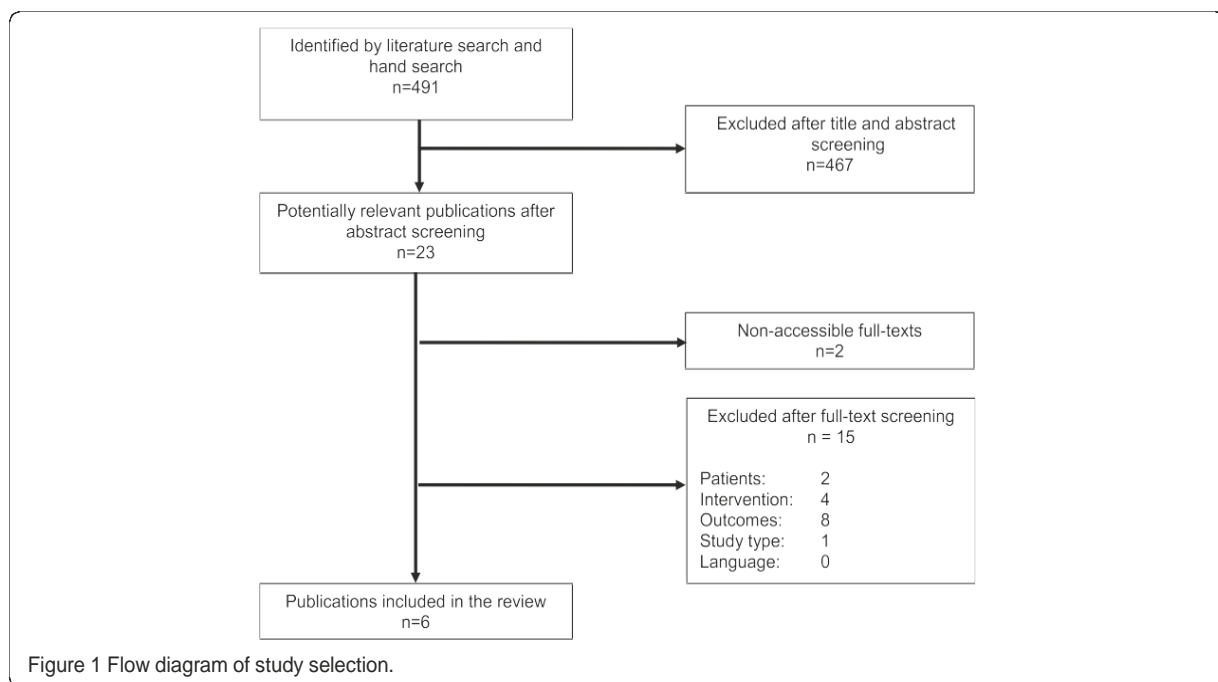 Identified by literature search and
hand search
n=491
Excluded after title and abstract
screening
n=467
Potentially relevant publications after
abstract screening
n=23
Non-accessible full-texts
n=2
Excluded after full-text screening
n = 15
Patients: 2
Intervention: 4
Outcomes: 8
Study type: 1
Language: 0
Publications included in the review
n=6
Figure 1 Flow diagram of study selection.